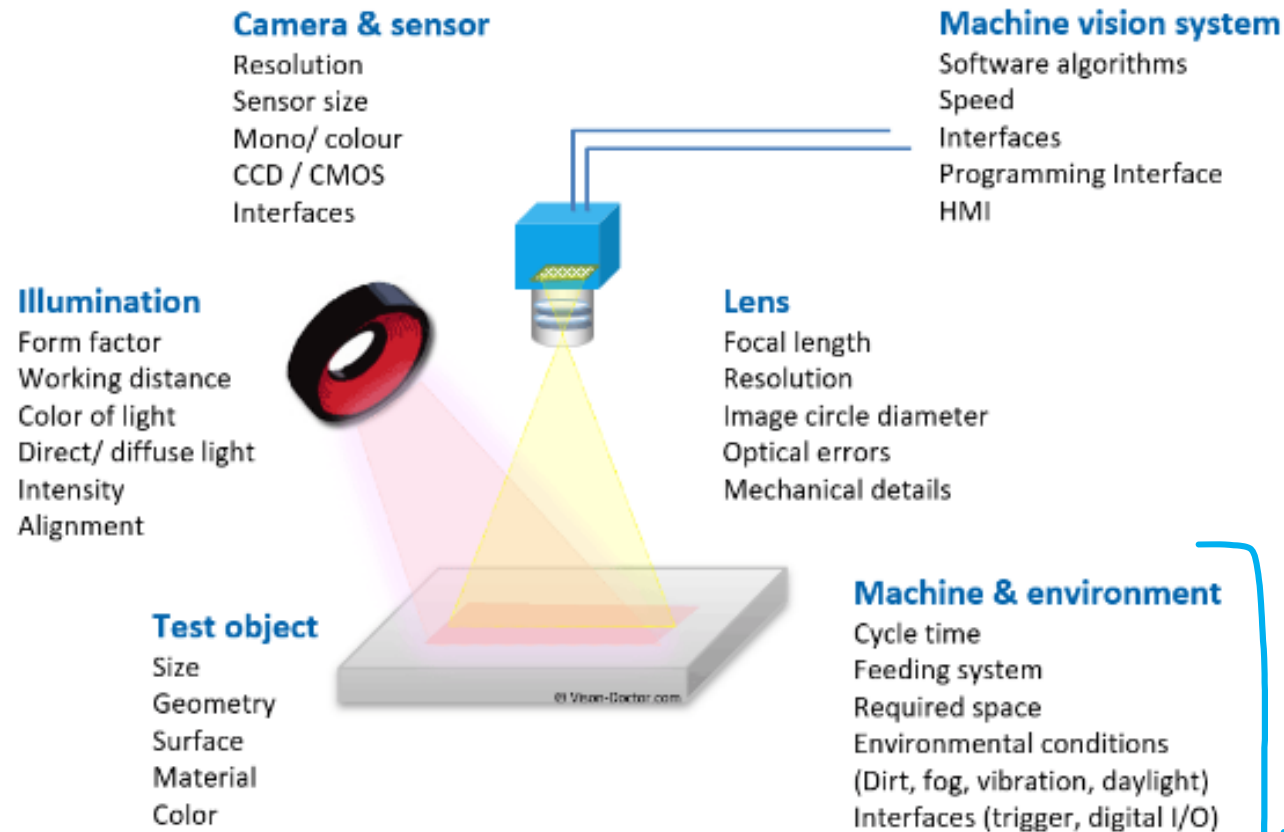 Camera & sensor
Resolution
Sensor size
Mono/ colour
CCD / CMOS
Interfaces
Machine vision system
Software algorithms
Speed
Interfaces
Programming Interface
HMI
Illumination
Form factor
Working distance
Color of light
Direct/ diffuse light
Intensity
Alignment
Lens
Focal length
Resolution
Image circle diameter
Optical errors
Mechanical details
Test object
Size
Geometry
Surface
Material
Color
© Vison-Doctor.com
Machine & environment
Cycle time
Feeding system
Required space
Environmental conditions
(Dirt, fog, vibration, daylight)
Interfaces (trigger, digital I/O)